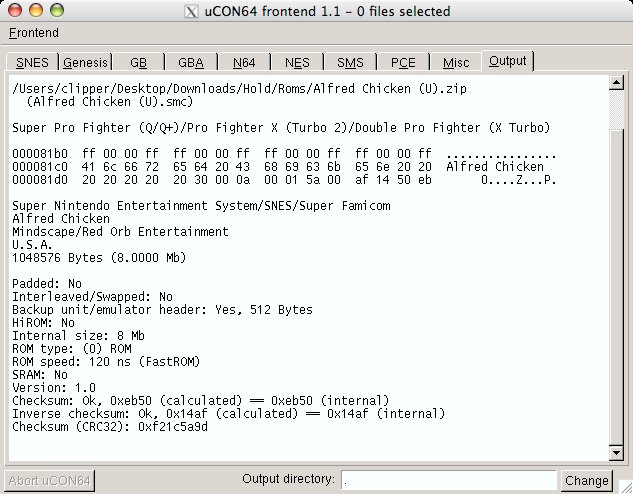 uCON64 frontend 1.1 – 0 files selected
Frontend
SNES Genesis GB GBA N64 NES SMS PCE Misc Output
/Users/clipper/Desktop/Downloads/Hold/Roms/Alfred Chicken (U).zip
(Alfred Chicken (U).smc)
Super Pro Fighter (Q/Q+)/Pro Fighter X (Turbo 2)/Double Pro Fighter (X Turbo)
000081b0 ff 00 00 ff ff 00 00 ff ff 00 00 ff ff 00 00 ff ................
000081c0 41 6c 66 72 65 64 20 43 68 69 63 6b 65 6e 20 20 Alfred Chicken
000081d0 20 20 20 20 20 30 00 0a 00 01 5a 00 af 14 50 eb 0....Z...P.
Super Nintendo Entertainment System/SNES/Super Famicom
Alfred Chicken
Mindscape/Red Orb Entertainment
U.S.A.
1048576 Bytes (8.0000 Mb)
Padded: No
Interleaved/Swapped: No
Backup unit/emulator header: Yes, 512 Bytes
HiROM: No
Internal size: 8 Mb
ROM type: (0) ROM
ROM speed: 120 ns (FastROM)
SRAM: No
Version: 1.0
Checksum: Ok, 0xeb50 (calculated) == 0xeb50 (internal)
Inverse checksum: Ok, 0x14af (calculated) == 0x14af (internal)
Checksum (CRC32): 0xf21c5a9d
Abort uCON64 Output directory: . Change